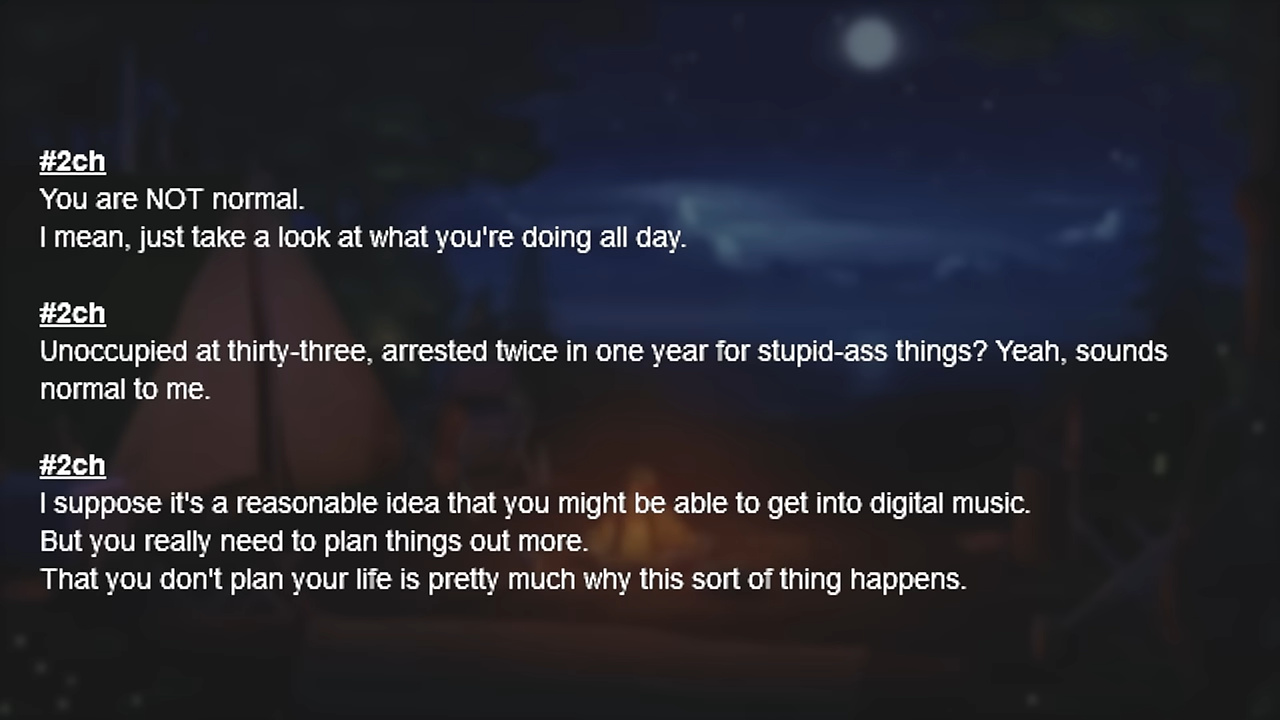 #2ch
You are NOT normal.
I mean, just take a look at what you're doing all day.
#2ch
Unoccupied at thirty-three, arrested twice in one year for stupid-ass things? Yeah, sounds
normal to me.
#2ch
I suppose it's a reasonable idea that you might be able to get into digital music.
But you really need to plan things out more.
That you don't plan your life is pretty much why this sort of thing happens.